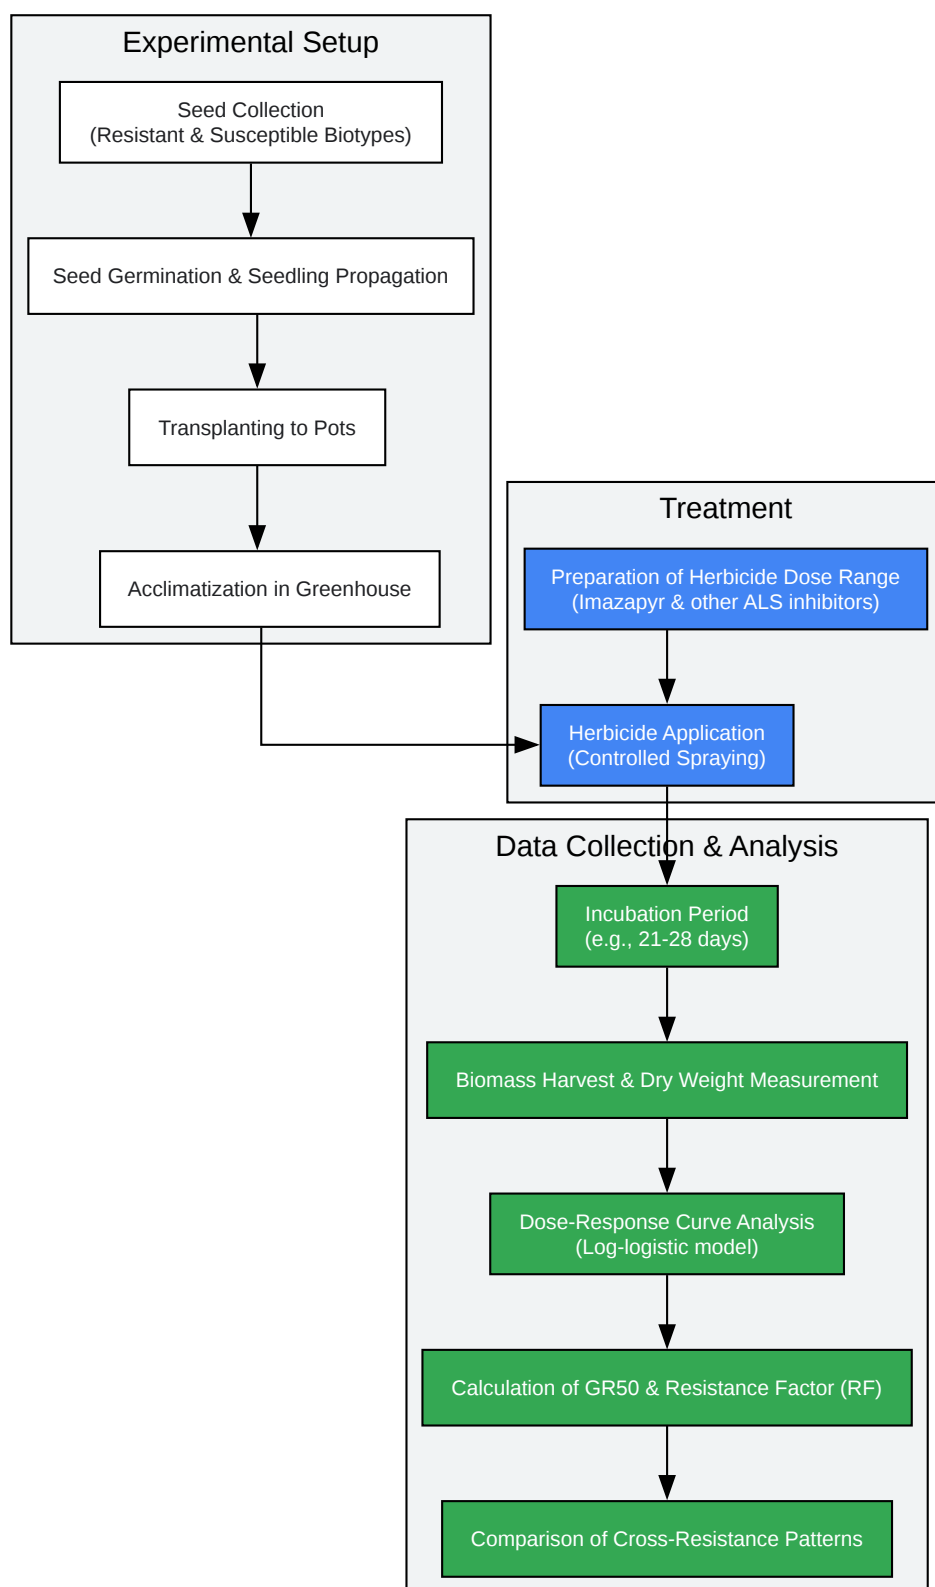 Experimental Setup
Seed Collection
(Resistant & Susceptible Biotypes)
Seed Germination & Seedling Propagation
Transplanting to Pots
Acclimatization in Greenhouse
Treatment
Preparation of Herbicide Dose Range
(Imazapyr & other ALS inhibitors)
Herbicide Application
(Controlled Spraying)
Data Collection & Analysis
Incubation Period
(e.g., 21-28 days)
Biomass Harvest & Dry Weight Measurement
Dose-Response Curve Analysis
(Log-logistic model)
Calculation of GR50 & Resistance Factor (RF)
Comparison of Cross-Resistance Patterns